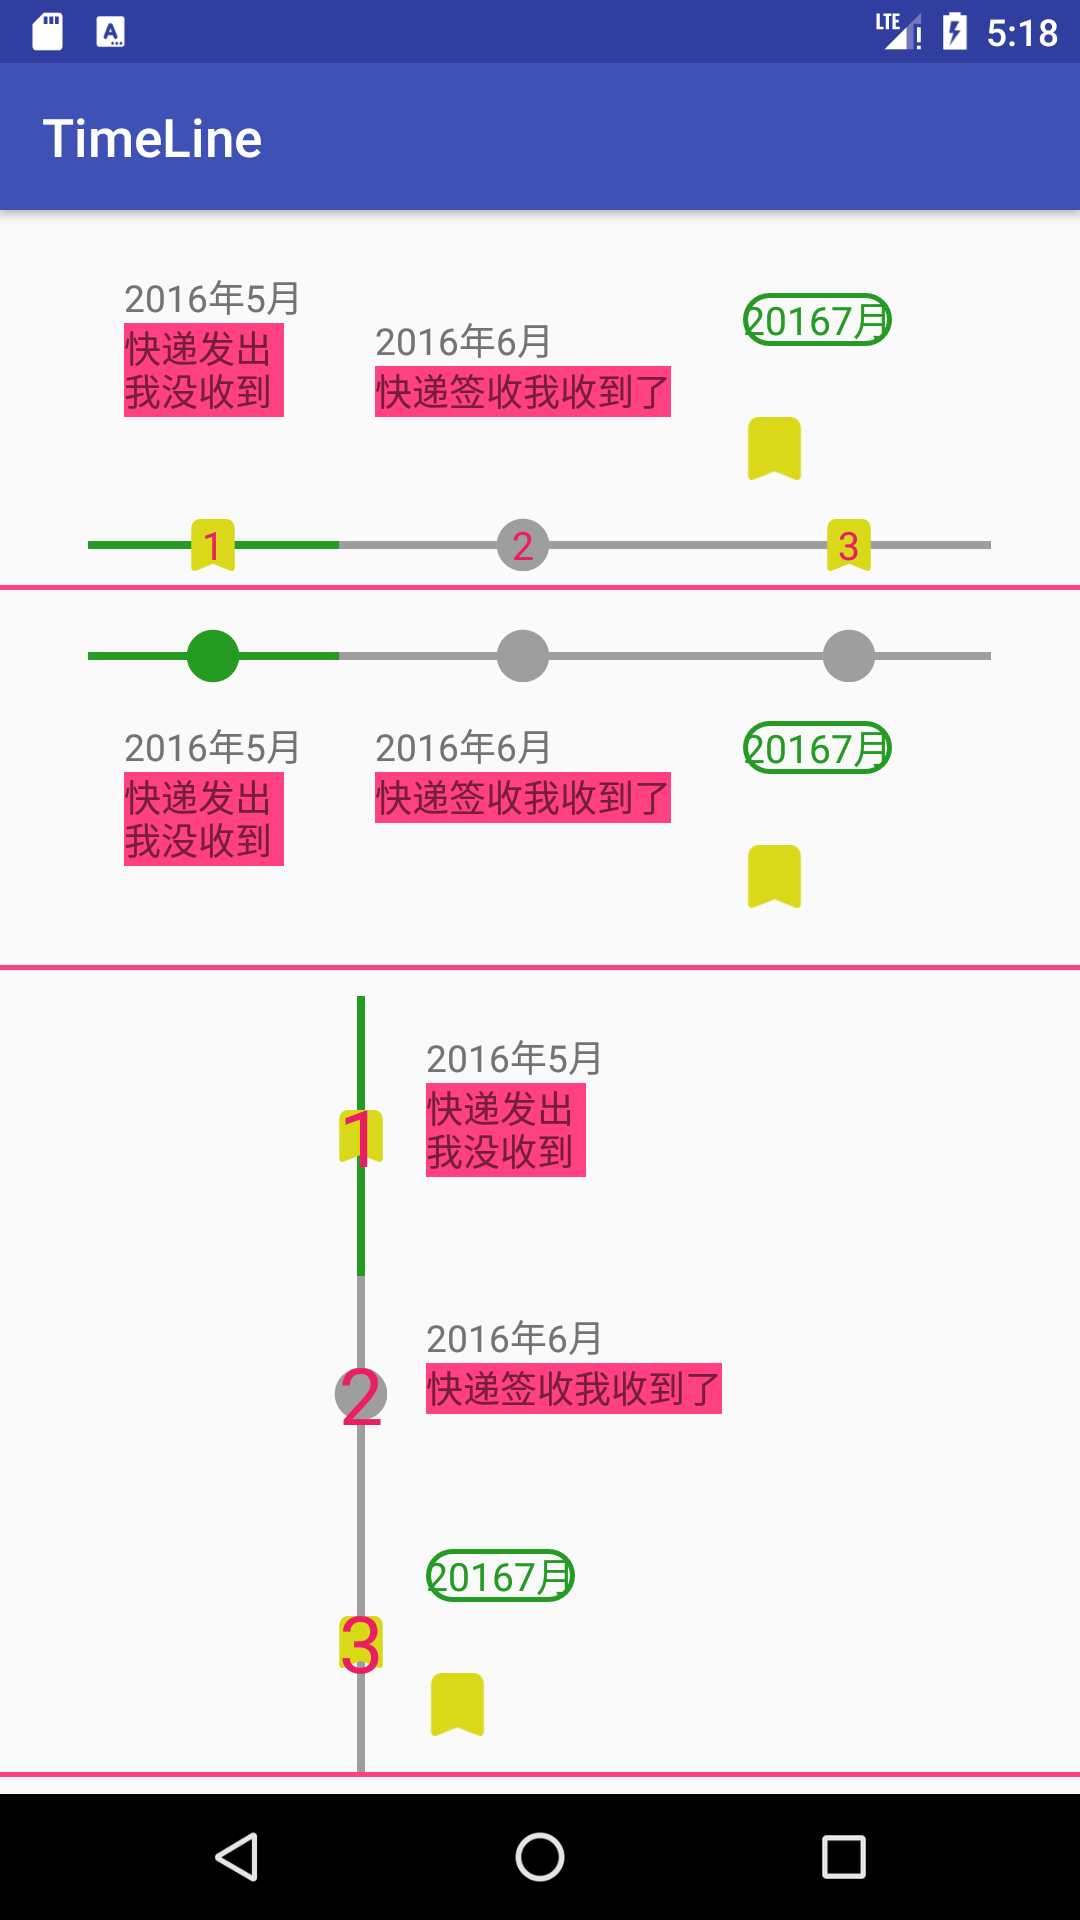 LTE 5:18
TimeLine
2016年5月
快递发出
我没收到
2016年6月
快递签收我收到了
20167月
1
2
3
2016年5月
快递发出
我没收到
2016年6月
快递签收我收到了
20167月
2016年5月
快递发出
我没收到
1
2016年6月
快递签收我收到了
2
20167月
3